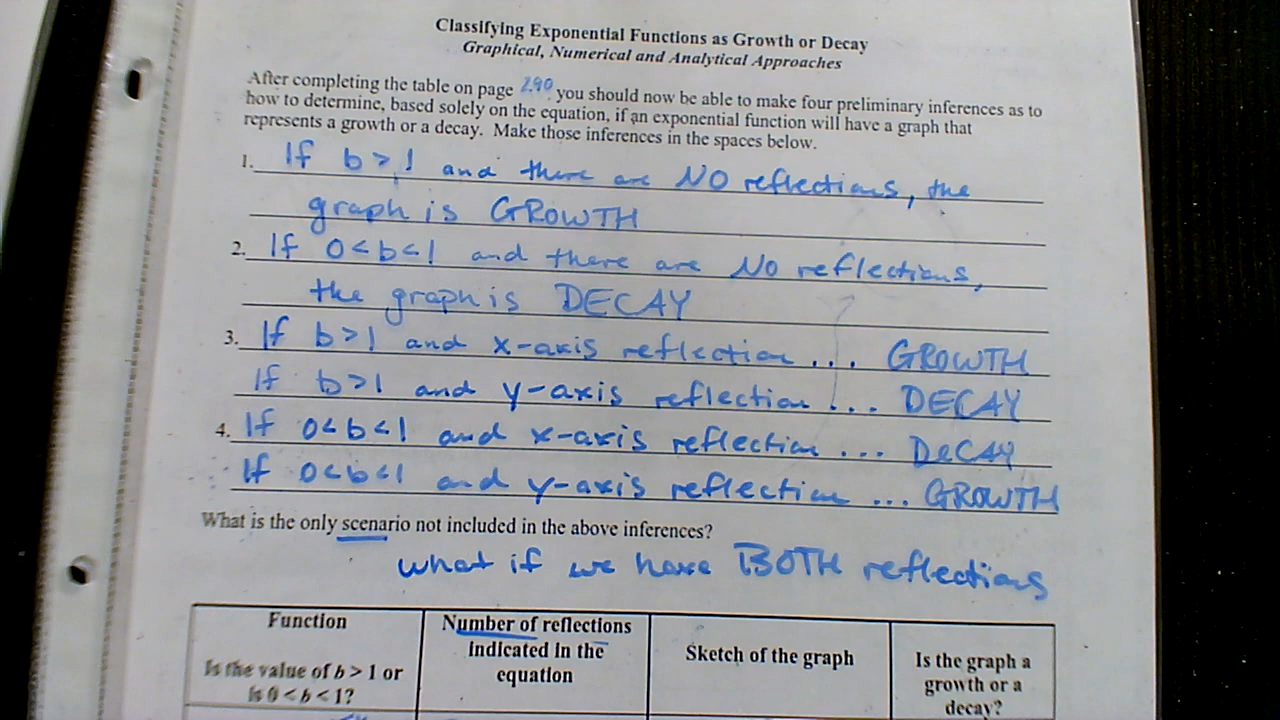 Classifying Exponential Functions as Growth or Decay
Graphical, Numerical and Analytical Approaches
After completing the table on page 290 you should now be able to make four preliminary inferences as to
how to determine, based solely on the equation, if an exponential function will have a graph that
represents a growth or a decay. Make those inferences in the spaces below.
1. If b > 1 and there are NO reflections, the
graph is GROWTH
2. If 0<b<1 and there are NO reflections,
the graph is DECAY
3. If b>1 and x-axis reflection ... GROWTH
If b>1 and y-axis reflection ... DECAY
4. If 0<b<1 and x-axis reflection ... DECAY
If 0<b<1 and y-axis reflection ... GROWTH
What is the only scenario not included in the above inferences?
what if we have BOTH reflections
Function
Is the value of b > 1 or
is 0 < b < 1?
Number of reflections
indicated in the
equation
Sketch of the graph
Is the graph a
growth or a
decay?